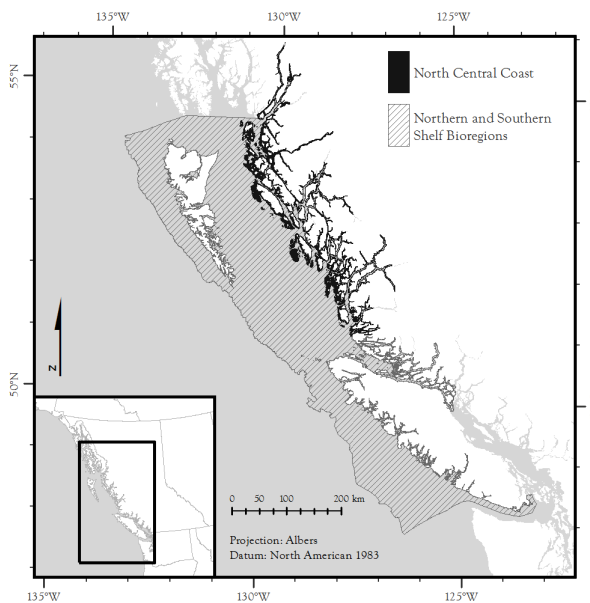 135°W 130°W 125°W
55°N
North Central Coast
Northern and Southern
Shelf Bioregions
N
50°N
0 50 100 200 km
Projection: Albers
Datum: North American 1983
135°W 130°W 125°W